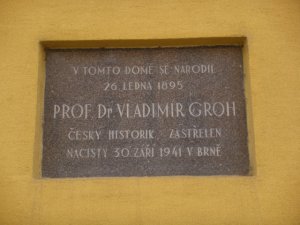 V TOMTO DOMĚ SE NARODIL
26. LEDNA 1895
PROF. Dr. VLADIMÍR GROH
ČESKÝ HISTORIK, ZASTŘELEN
NACISTY 30. ZÁŘÍ 1941 V BRNĚ